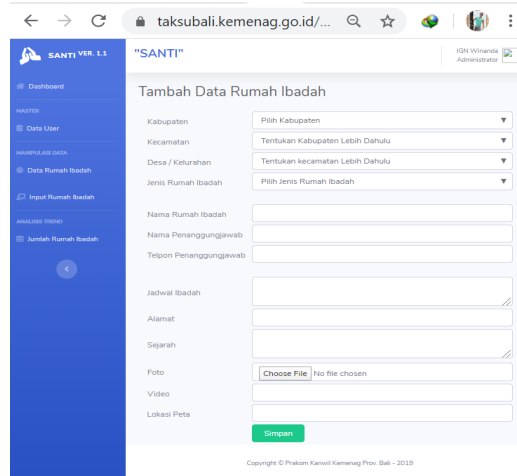 taksubali.kemenag.go.id/...
SANTI VER. 1.1
"SANTI"
IGN Winanda
Administrator
Dashboard
MASTER
Data User
MANIPULASI DATA
Data Rumah Ibadah
Input Rumah Ibadah
ANALISIS TREND
Jumlah Rumah Ibadah
Tambah Data Rumah Ibadah
Kabupaten Pilih Kabupaten
Kecamatan Tentukan Kabupaten Lebih Dahulu
Desa / Kelurahan Tentukan kecamatan Lebih Dahulu
Jenis Rumah Ibadah Pilih Jenis Rumah Ibadah
Nama Rumah Ibadah
Nama Penanggungjawab
Telpon Penanggungjawab
Jadwal Ibadah
Alamat
Sejarah
Foto Choose File No file chosen
Video
Lokasi Peta
Simpan
Copyright © Prakom Kanwil Kemenag Prov. Bali - 2019